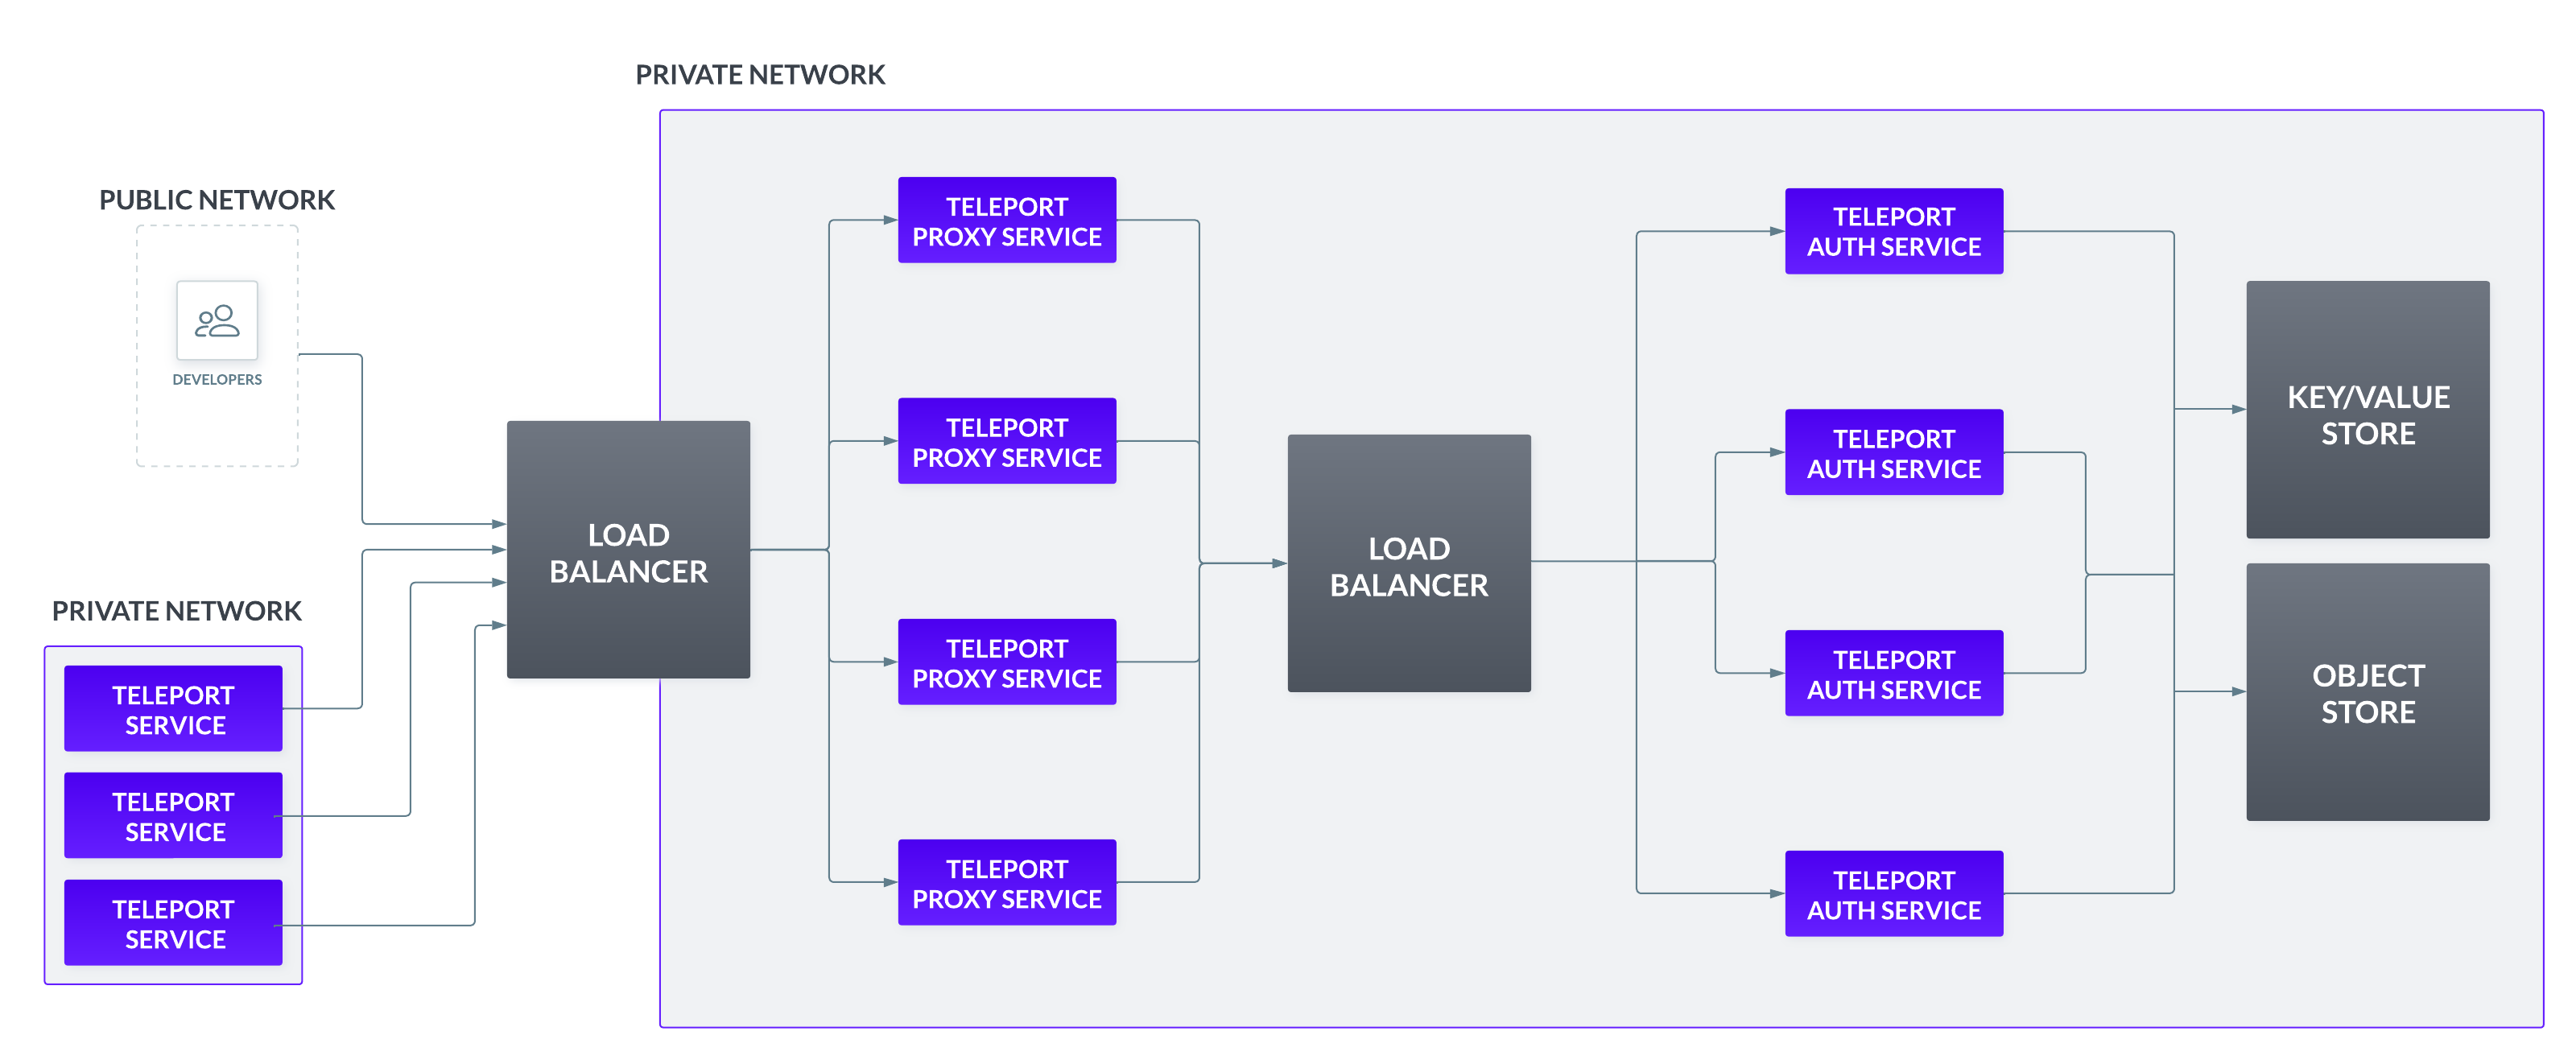 PRIVATE NETWORK
PUBLIC NETWORK
DEVELOPERS
PRIVATE NETWORK
TELEPORT
SERVICE
TELEPORT
SERVICE
TELEPORT
SERVICE
LOAD
BALANCER
TELEPORT
PROXY SERVICE
TELEPORT
PROXY SERVICE
TELEPORT
PROXY SERVICE
TELEPORT
PROXY SERVICE
LOAD
BALANCER
TELEPORT
AUTH SERVICE
TELEPORT
AUTH SERVICE
TELEPORT
AUTH SERVICE
TELEPORT
AUTH SERVICE
KEY/VALUE
STORE
OBJECT
STORE